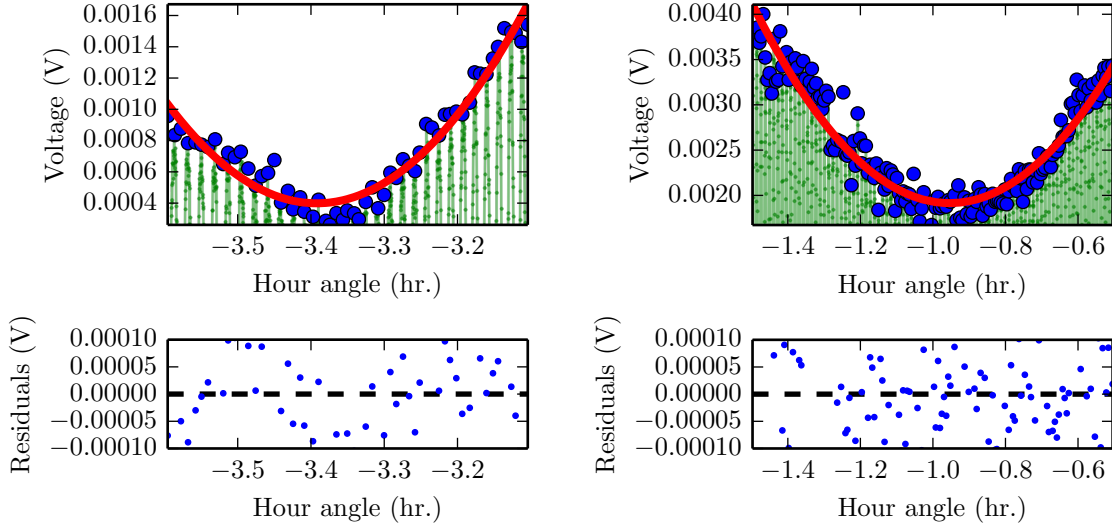 Voltage (V)
0.0016
0.0014
0.0012
0.0010
0.0008
0.0006
0.0004
−3.5 −3.4 −3.3 −3.2
Hour angle (hr.)
Voltage (V)
0.0040
0.0035
0.0030
0.0025
0.0020
−1.4 −1.2 −1.0 −0.8 −0.6
Hour angle (hr.)
Residuals (V)
0.00010
0.00005
0.00000
−0.00005
−0.00010
−3.5 −3.4 −3.3 −3.2
Hour angle (hr.)
Residuals (V)
0.00010
0.00005
0.00000
−0.00005
−0.00010
−1.4 −1.2 −1.0 −0.8 −0.6
Hour angle (hr.)